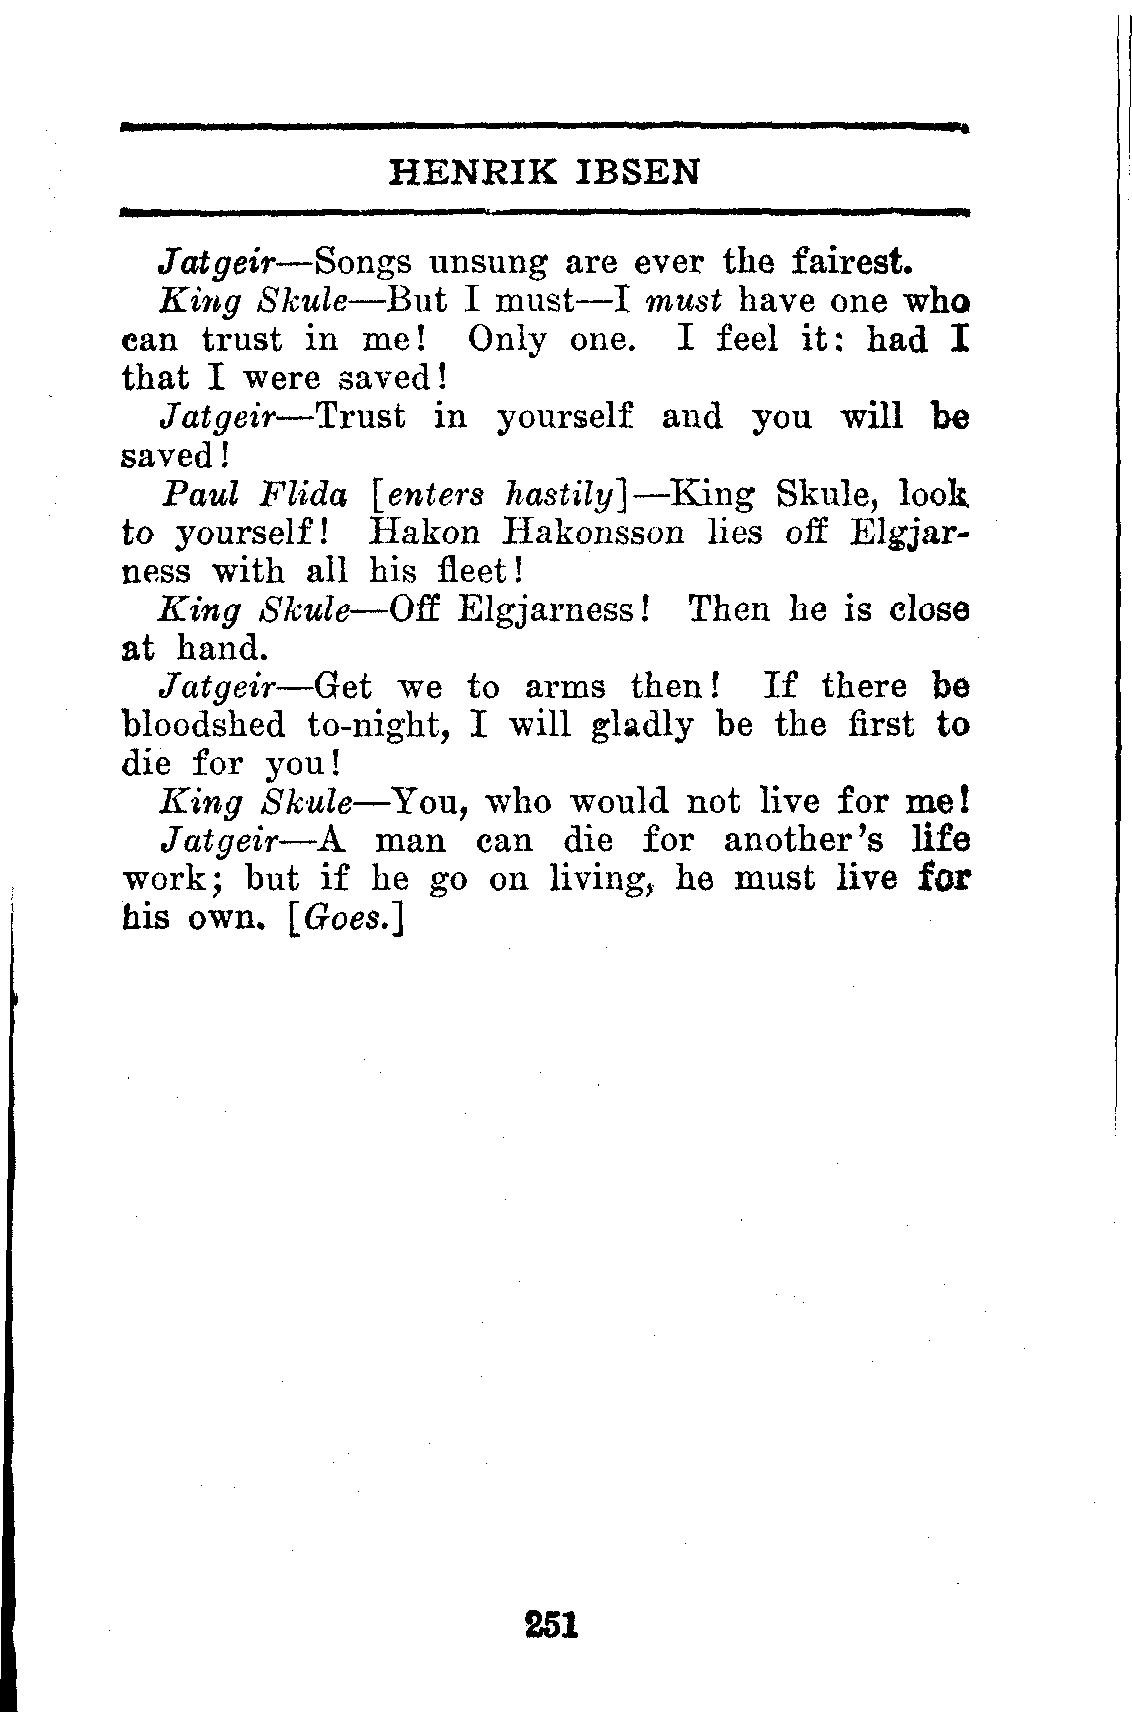 HENRIK IBSEN
Jatgeir—Songs unsung are ever the fairest.
King Skule—But I must—I must have one who
can trust in me! Only one. I feel it: had I
that I were saved!
Jatgeir—Trust in yourself and you will be
saved!
Paul Flida [enters hastily]—King Skule, look
to yourself! Hakon Hakonsson lies off Elgjar-
ness with all his fleet!
King Skule—Off Elgjarness! Then he is close
at hand.
Jatgeir—Get we to arms then! If there be
bloodshed to-night, I will gladly be the first to
die for you!
King Skule—You, who would not live for me!
Jatgeir—A man can die for another's life
work; but if he go on living, he must live for
his own. [Goes.]
251